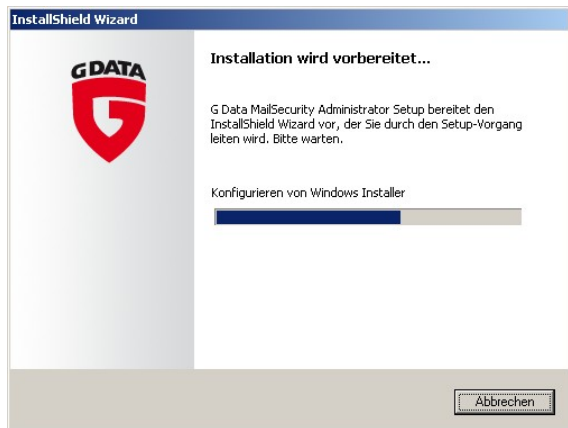 InstallShield Wizard
G DATA
Installation wird vorbereitet...
G Data MailSecurity Administrator Setup bereitet den
InstallShield Wizard vor, der Sie durch den Setup-Vorgang
leiten wird. Bitte warten.
Konfigurieren von Windows Installer
Abbrechen